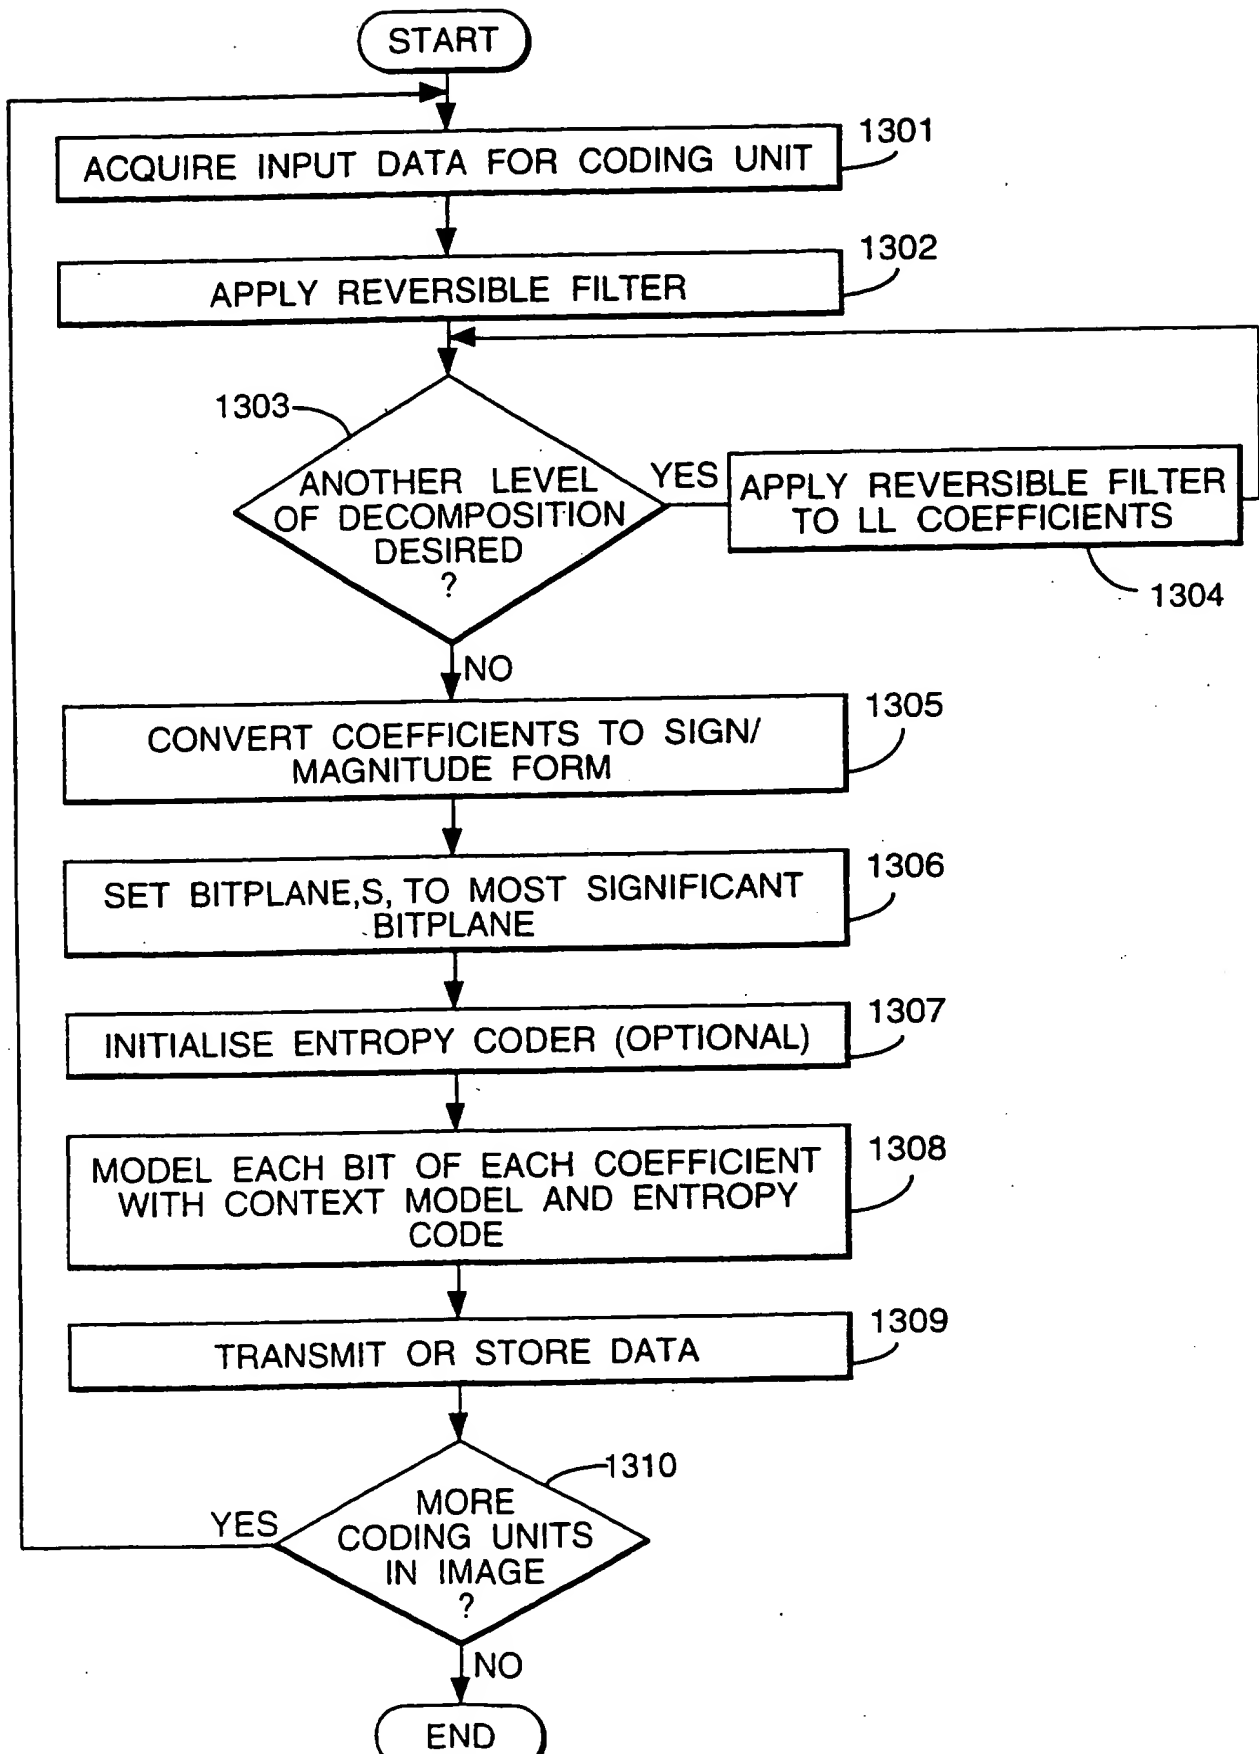 START
1301
ACQUIRE INPUT DATA FOR CODING UNIT
1302
APPLY REVERSIBLE FILTER
1303
ANOTHER LEVEL
OF DECOMPOSITION
DESIRED
?
YES
APPLY REVERSIBLE FILTER
TO LL COEFFICIENTS
1304
NO
1305
CONVERT COEFFICIENTS TO SIGN/
MAGNITUDE FORM
1306
SET BITPLANE,S, TO MOST SIGNIFICANT
BITPLANE
1307
INITIALISE ENTROPY CODER (OPTIONAL)
1308
MODEL EACH BIT OF EACH COEFFICIENT
WITH CONTEXT MODEL AND ENTROPY
CODE
1309
TRANSMIT OR STORE DATA
1310
MORE
CODING UNITS
IN IMAGE
?
YES
NO
END